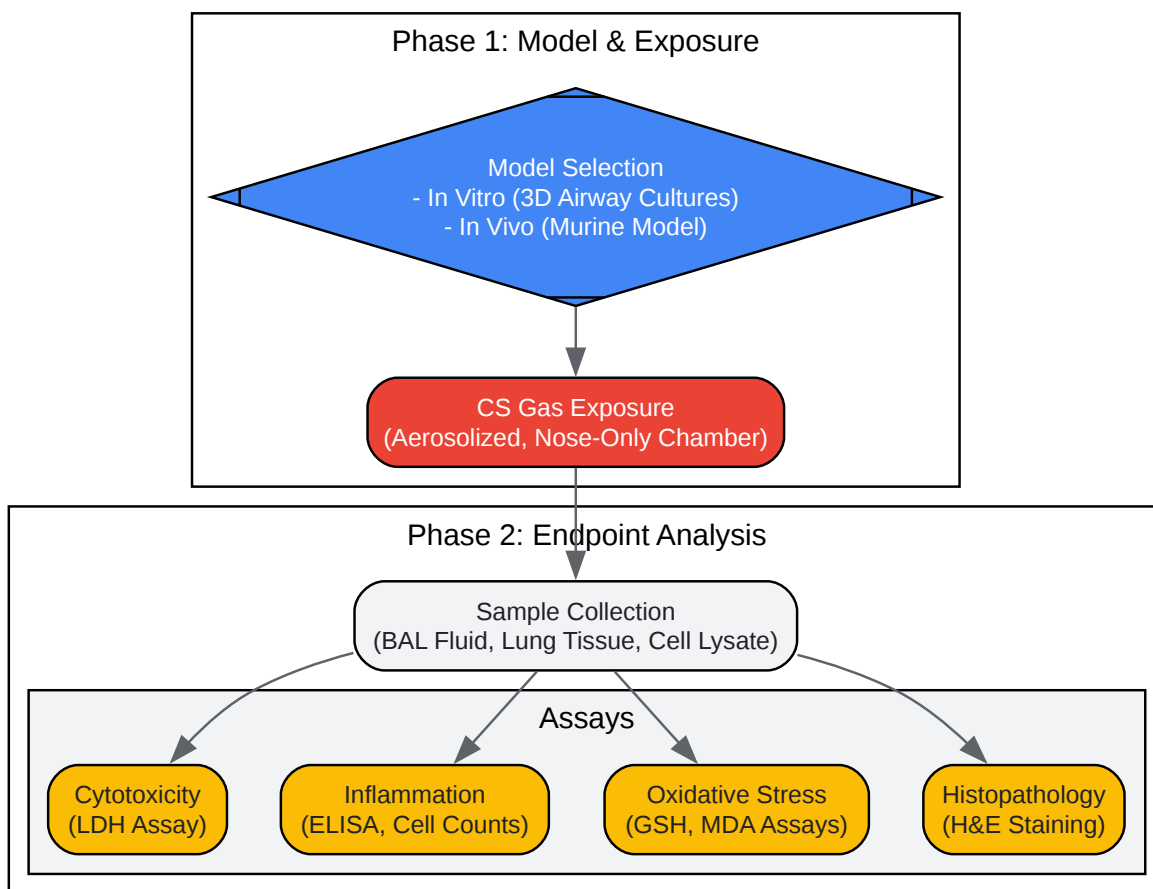 Phase 1: Model & Exposure
Model Selection
- In Vitro (3D Airway Cultures)
- In Vivo (Murine Model)
CS Gas Exposure
(Aerosolized, Nose-Only Chamber)
Phase 2: Endpoint Analysis
Sample Collection
(BAL Fluid, Lung Tissue, Cell Lysate)
Assays
Cytotoxicity
(LDH Assay)
Inflammation
(ELISA, Cell Counts)
Oxidative Stress
(GSH, MDA Assays)
Histopathology
(H&E Staining)